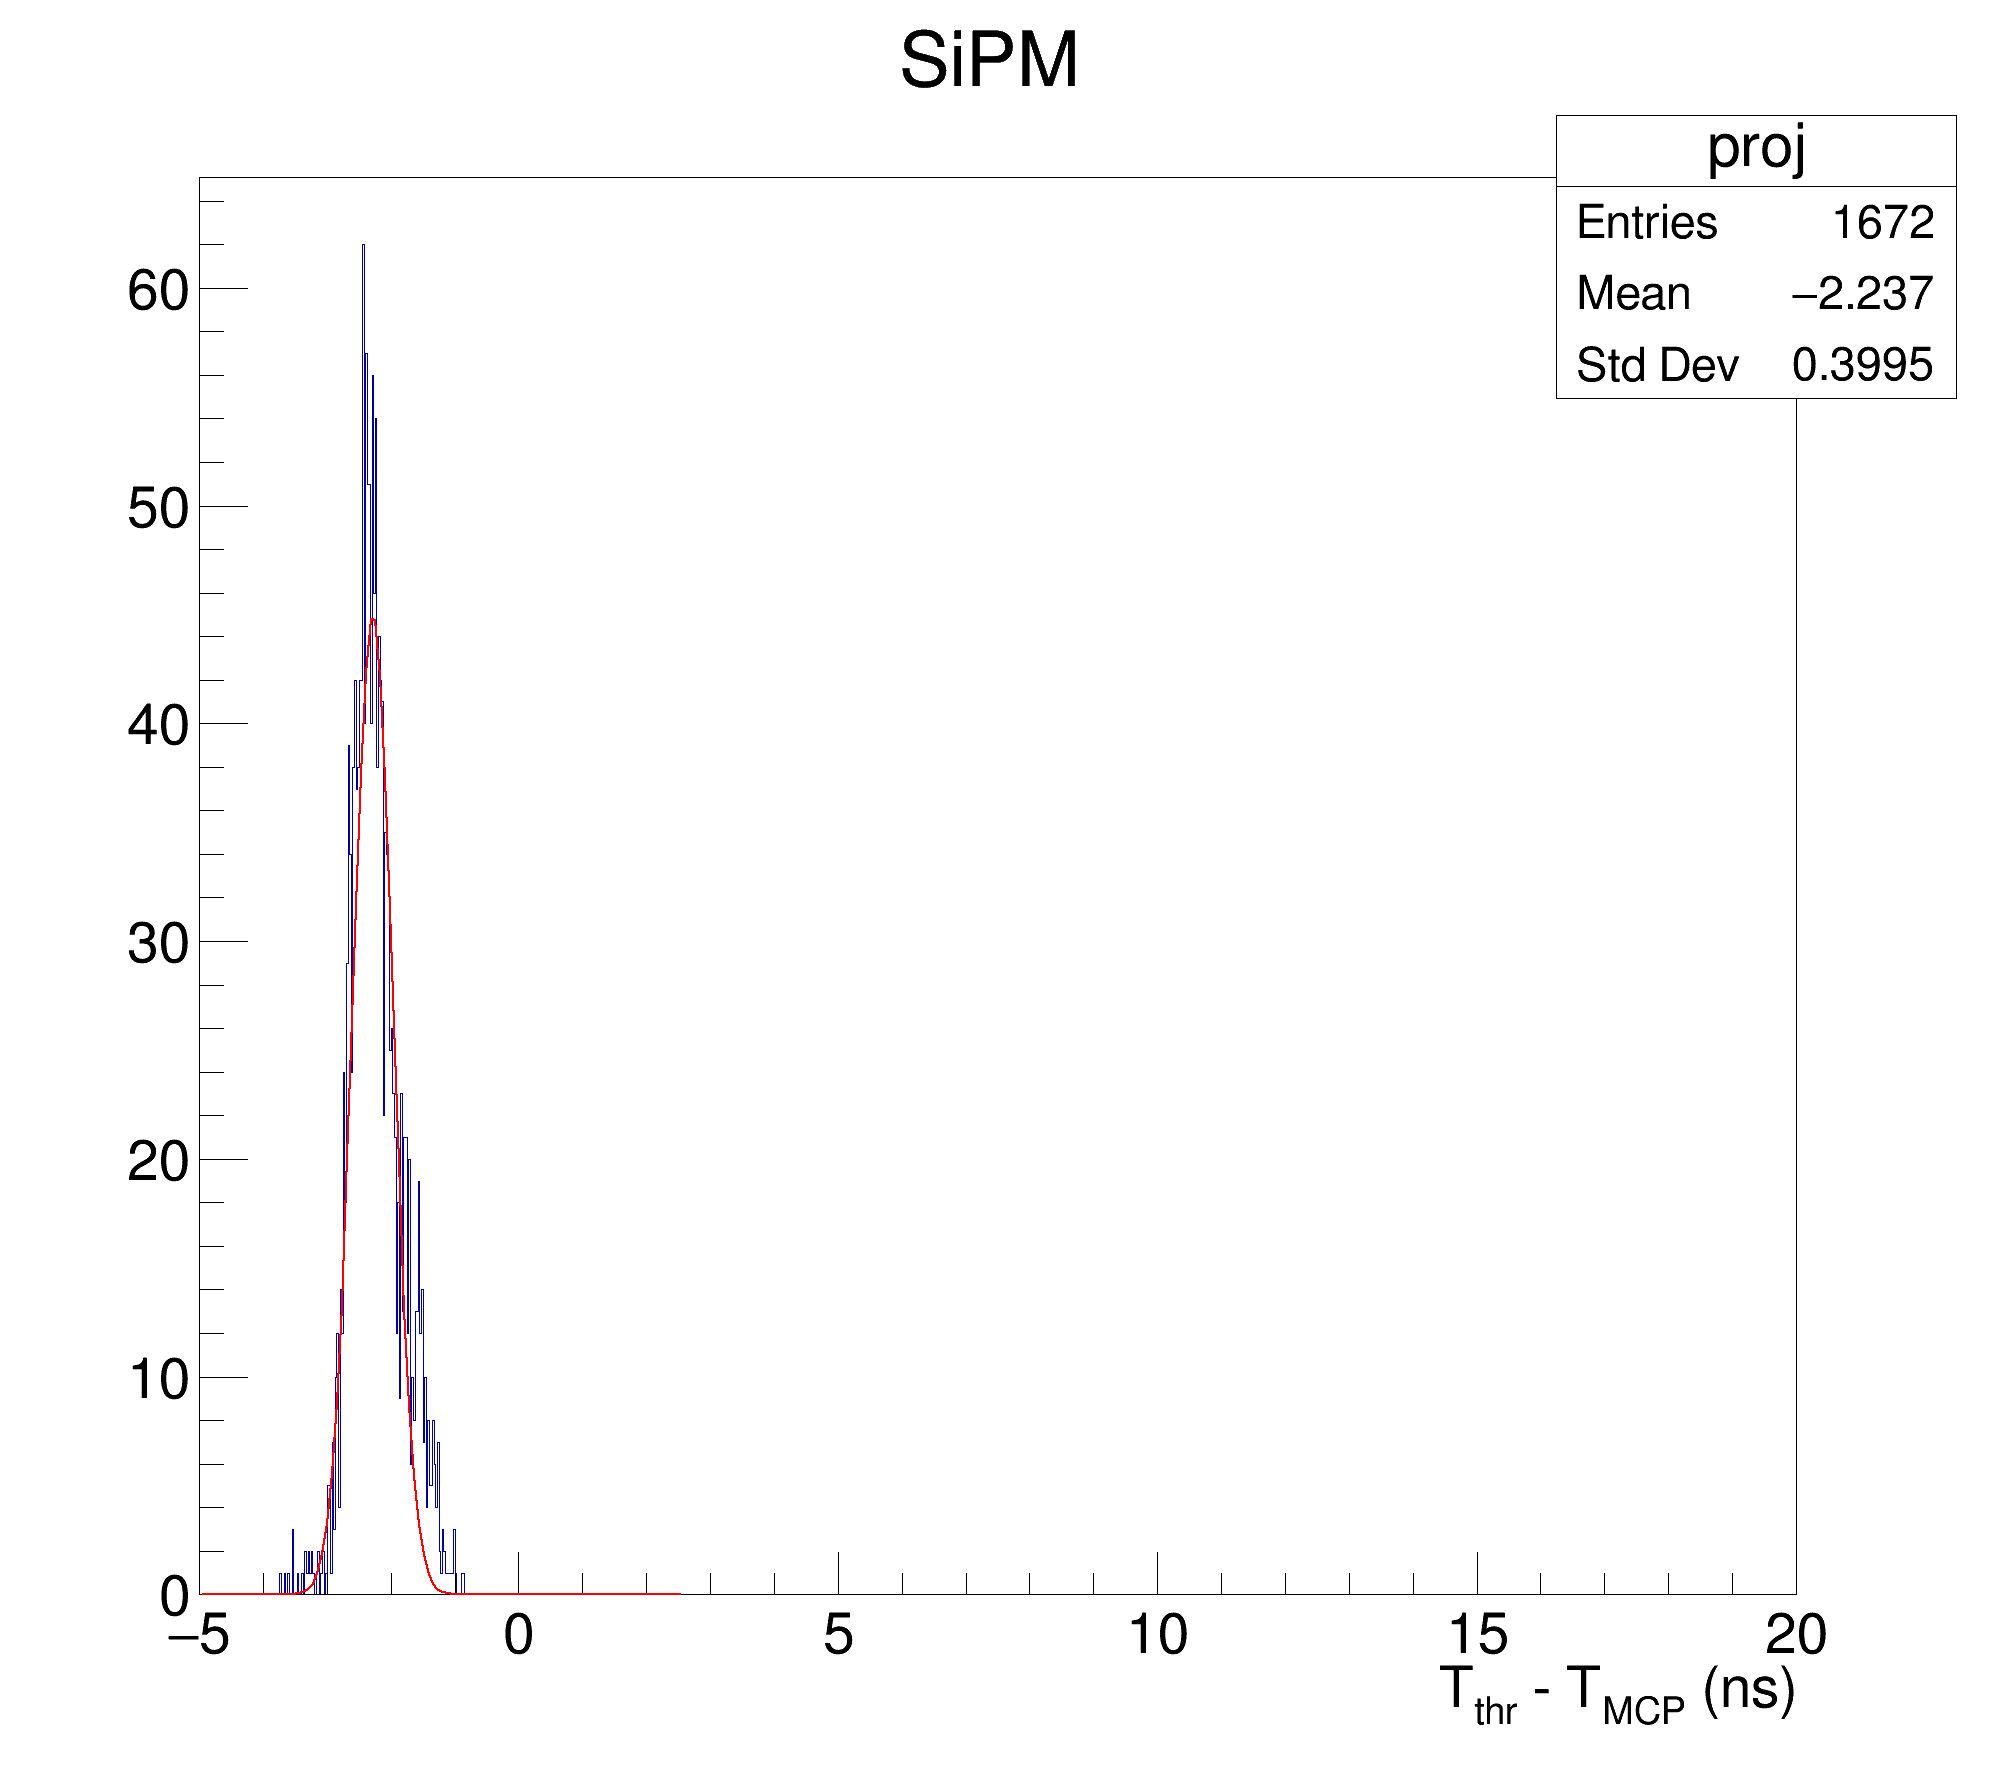 SiPM
proj
Entries 1672
Mean −2.237
Std Dev 0.3995
60
50
40
30
20
10
0
−5 0 5 10 15 20
T_thr - T_MCP (ns)